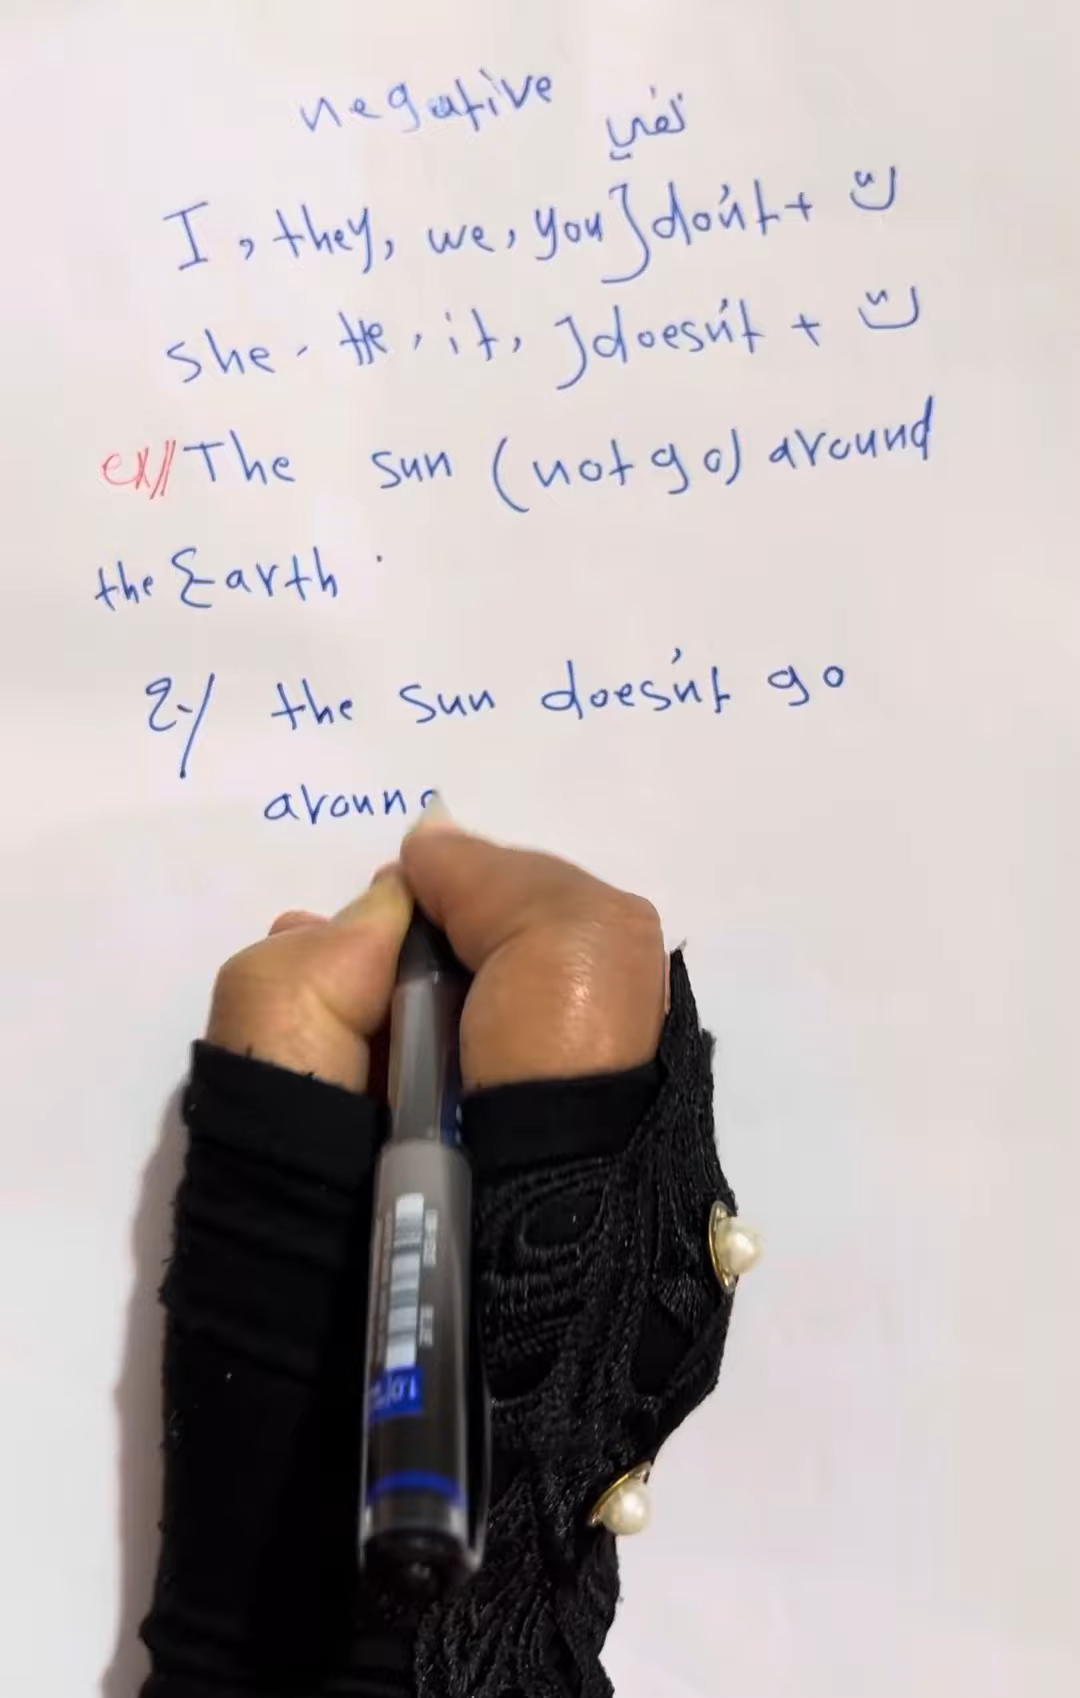 negative نفي
I, they, we, you } don't + ل"
she, He, it, } doesn't + ل"
ex// The sun (not go) around
the Earth.
2-/ the sun doesn't go
aroun